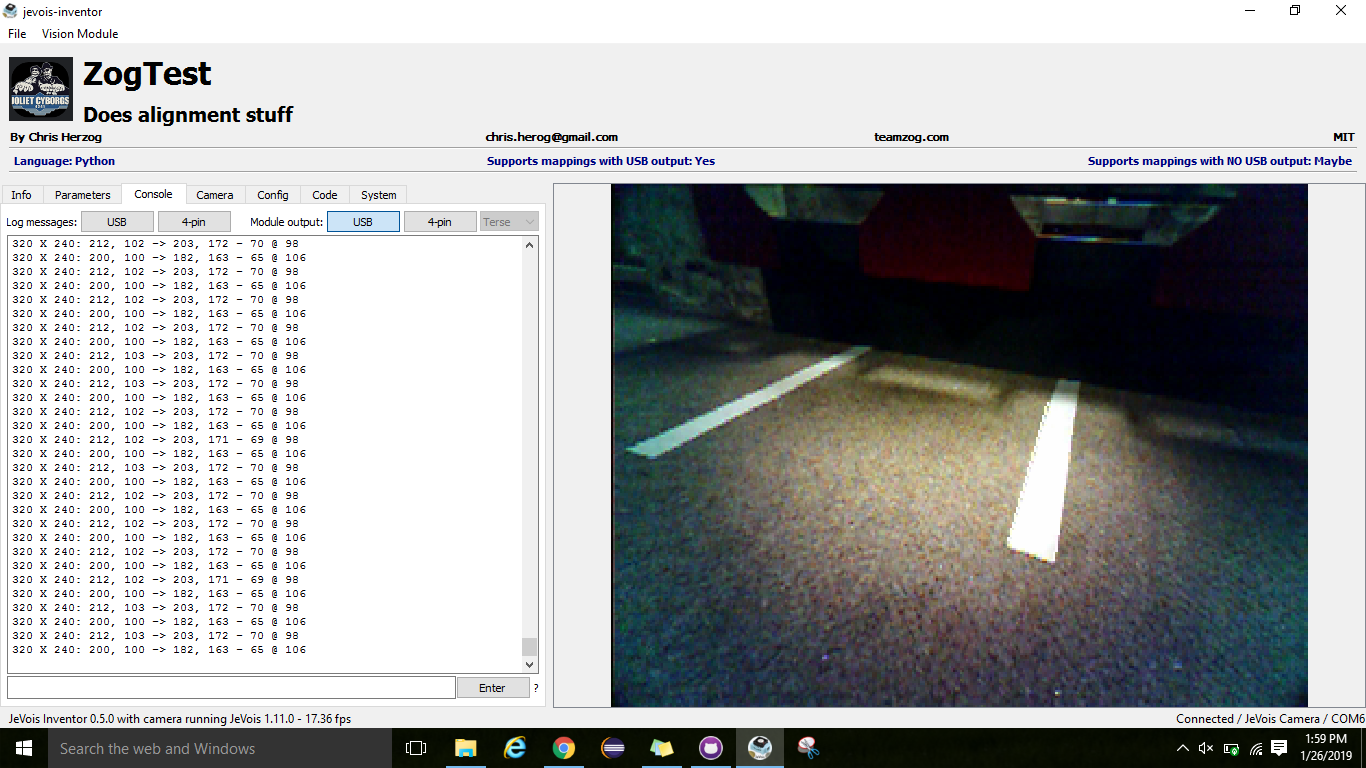 jevois-inventor
File Vision Module
JOLIET CYBORGS
ZogTest
Does alignment stuff
By Chris Herzog chris.herog@gmail.com teamzog.com MIT
Language: Python Supports mappings with USB output: Yes Supports mappings with NO USB output: Maybe
Info Parameters Console Camera Config Code System
Log messages: USB 4-pin Module output: USB 4-pin Terse
320 X 240: 212, 102 -> 203, 172 - 70 @ 98
320 X 240: 200, 100 -> 182, 163 - 65 @ 106
320 X 240: 212, 102 -> 203, 172 - 70 @ 98
320 X 240: 200, 100 -> 182, 163 - 65 @ 106
320 X 240: 212, 102 -> 203, 172 - 70 @ 98
320 X 240: 200, 100 -> 182, 163 - 65 @ 106
320 X 240: 212, 102 -> 203, 172 - 70 @ 98
320 X 240: 200, 100 -> 182, 163 - 65 @ 106
320 X 240: 212, 103 -> 203, 172 - 70 @ 98
320 X 240: 200, 100 -> 182, 163 - 65 @ 106
320 X 240: 212, 103 -> 203, 172 - 70 @ 98
320 X 240: 200, 100 -> 182, 163 - 65 @ 106
320 X 240: 212, 102 -> 203, 172 - 70 @ 98
320 X 240: 200, 100 -> 182, 163 - 65 @ 106
320 X 240: 212, 102 -> 203, 171 - 69 @ 98
320 X 240: 200, 100 -> 182, 163 - 65 @ 106
320 X 240: 212, 103 -> 203, 172 - 70 @ 98
320 X 240: 200, 100 -> 182, 163 - 65 @ 106
320 X 240: 212, 102 -> 203, 172 - 70 @ 98
320 X 240: 200, 100 -> 182, 163 - 65 @ 106
320 X 240: 212, 102 -> 203, 172 - 70 @ 98
320 X 240: 200, 100 -> 182, 163 - 65 @ 106
320 X 240: 212, 102 -> 203, 172 - 70 @ 98
320 X 240: 200, 100 -> 182, 163 - 65 @ 106
320 X 240: 212, 102 -> 203, 171 - 69 @ 98
320 X 240: 200, 100 -> 182, 163 - 65 @ 106
320 X 240: 212, 103 -> 203, 172 - 70 @ 98
320 X 240: 200, 100 -> 182, 163 - 65 @ 106
320 X 240: 212, 103 -> 203, 172 - 70 @ 98
320 X 240: 200, 100 -> 182, 163 - 65 @ 106
Enter ?
JeVois Inventor 0.5.0 with camera running JeVois 1.11.0 - 17.36 fps Connected / JeVois Camera / COM6
Search the web and Windows
1:59 PM
1/26/2019